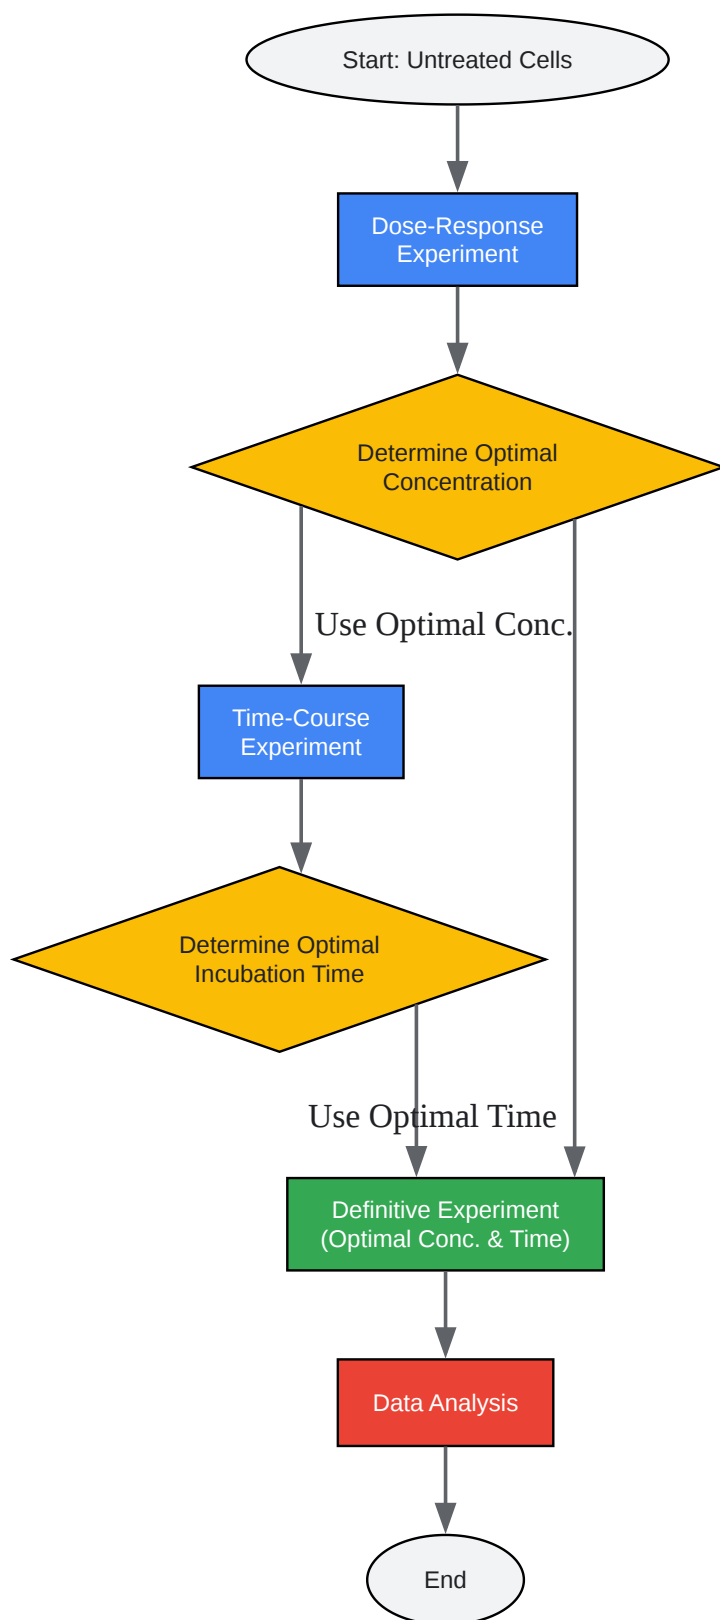 Start: Untreated Cells
Dose-Response
Experiment
Determine Optimal
Concentration
Use Optimal Conc.
Time-Course
Experiment
Determine Optimal
Incubation Time
Use Optimal Time
Definitive Experiment
(Optimal Conc. & Time)
Data Analysis
End